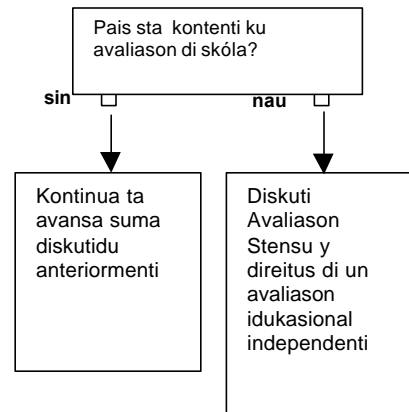 Pais sta kontenti ku
avaliason di skóla?
sin
nau
Kontinua ta
avansa suma
diskutidu
anteriormenti
Diskuti
Avaliason
Stensu y
direitus di un
avaliason
idukasional
independenti